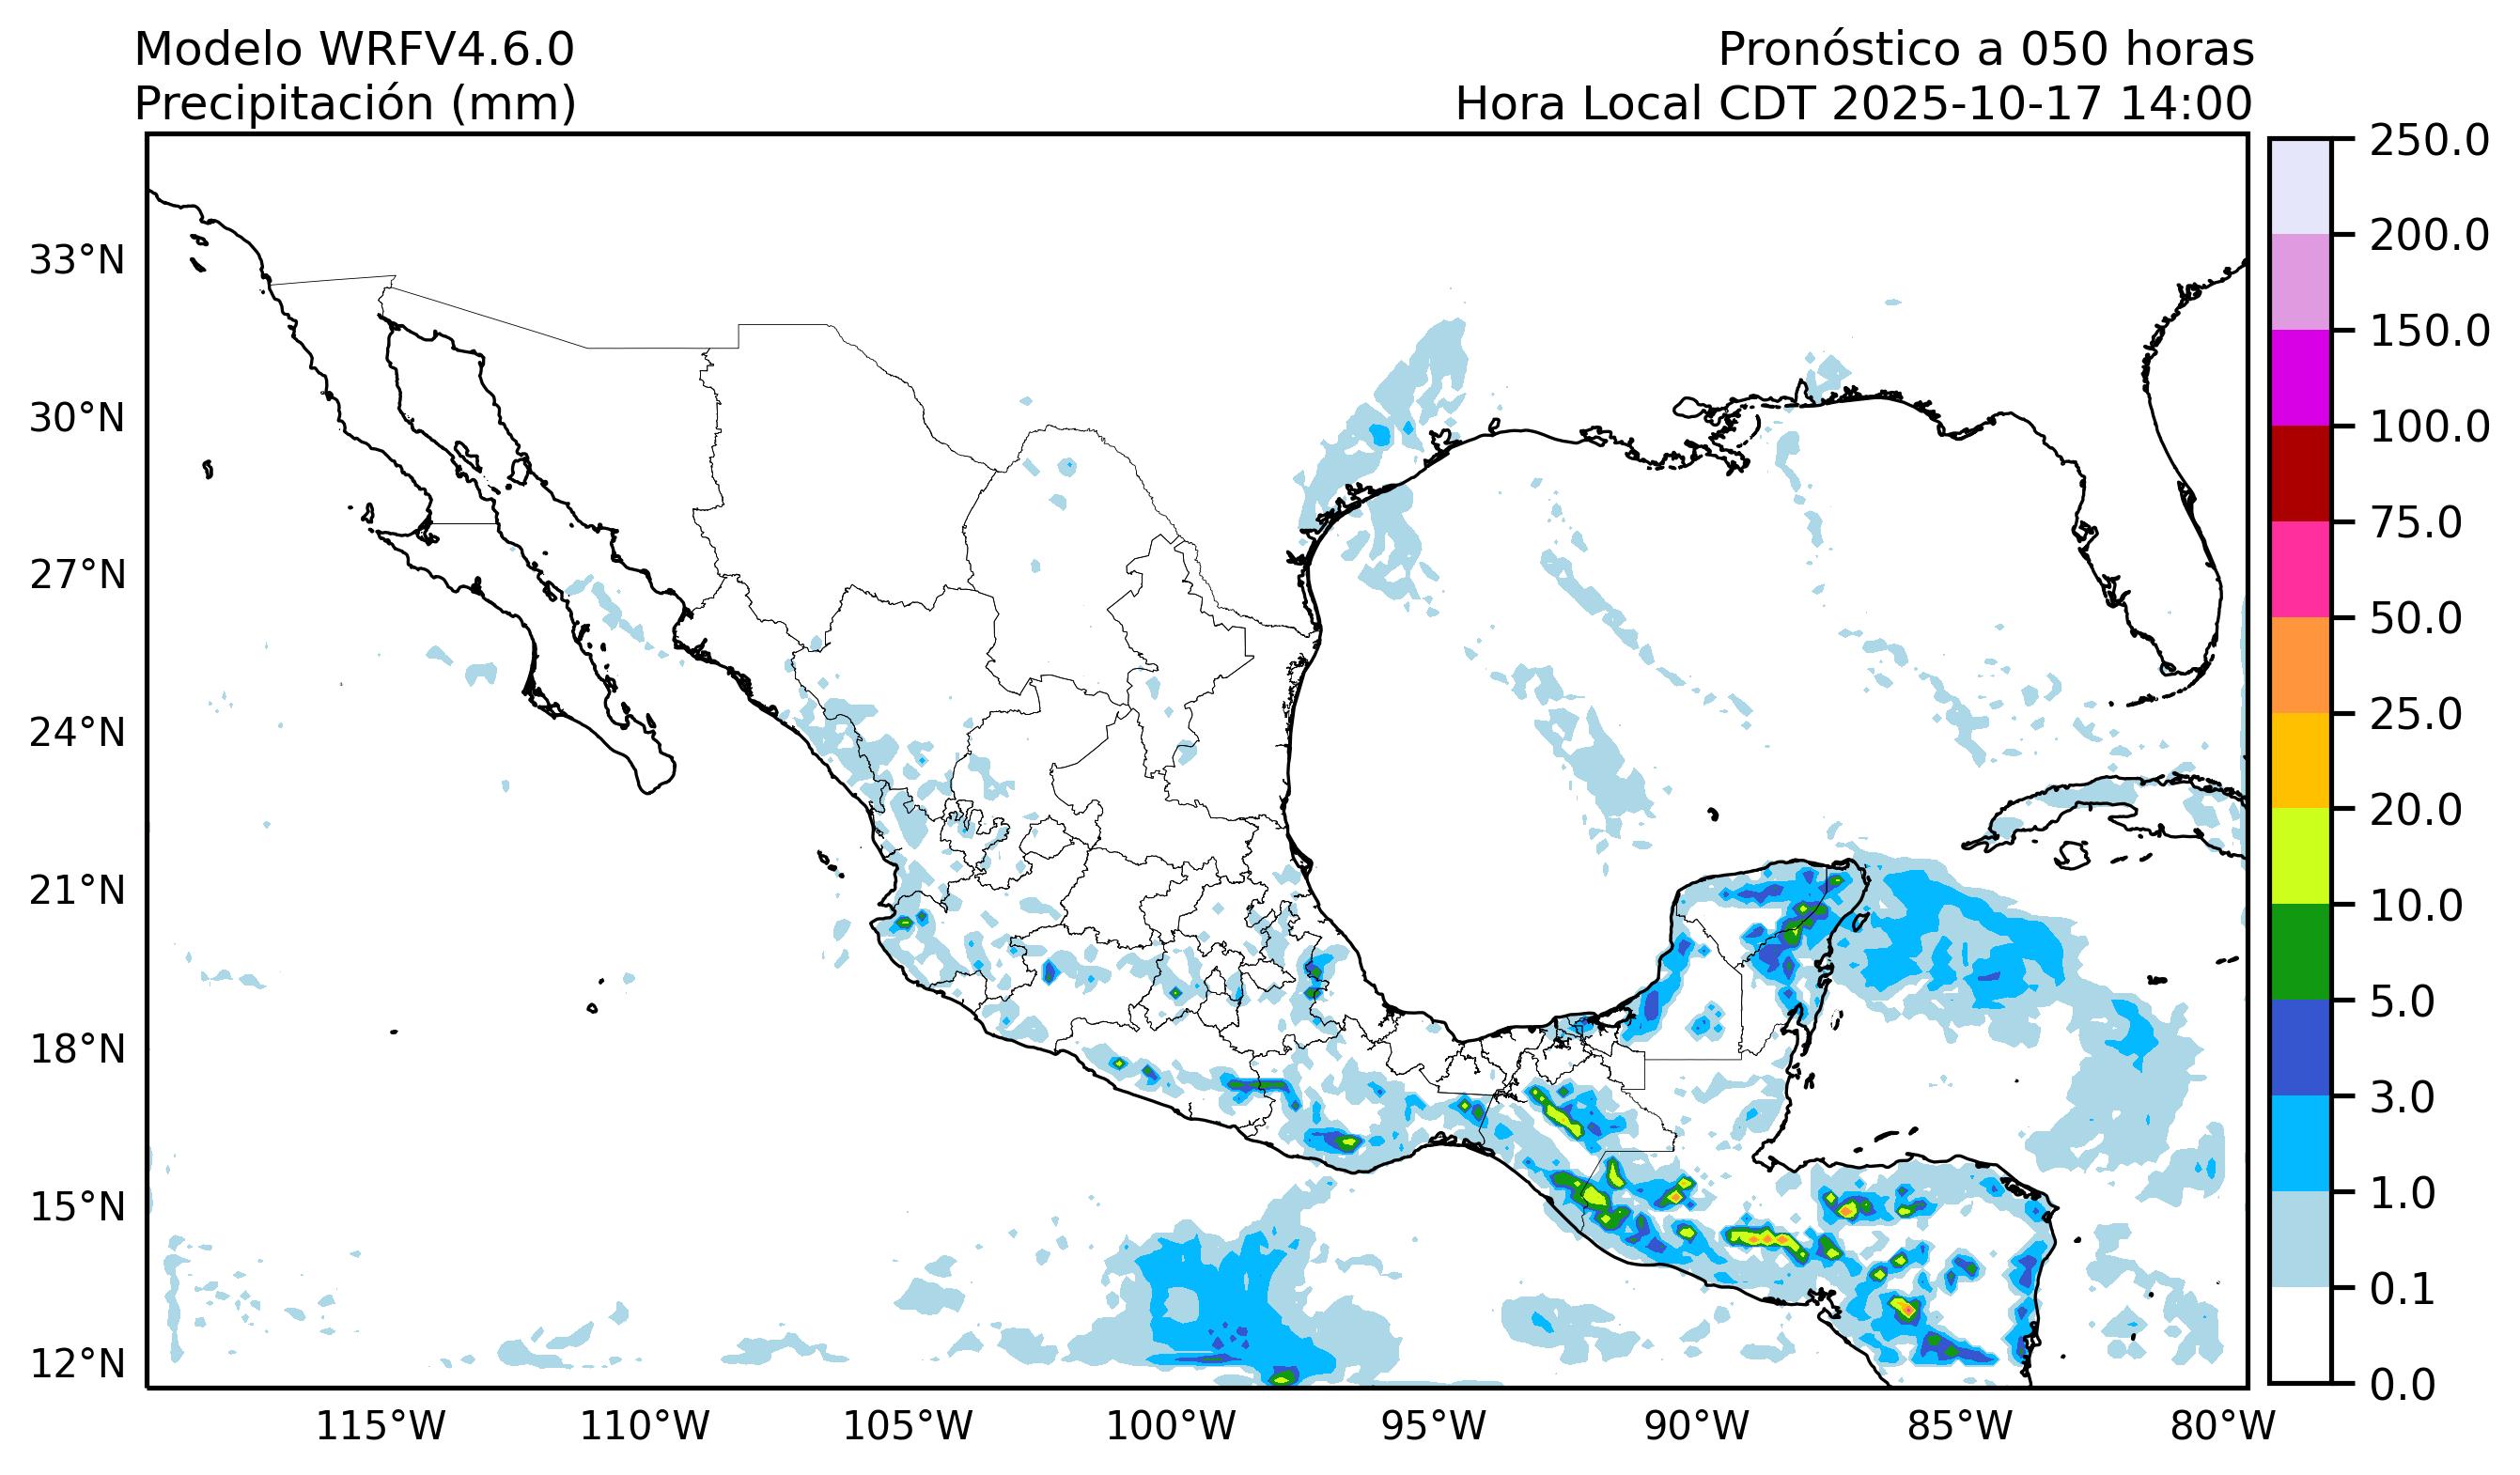 Modelo WRFV4.6.0
Precipitación (mm)
Pronóstico a 050 horas
Hora Local CDT 2025-10-17 14:00
33°N
30°N
27°N
24°N
21°N
18°N
15°N
12°N
115°W
110°W
105°W
100°W
95°W
90°W
85°W
80°W
250.0
200.0
150.0
100.0
75.0
50.0
25.0
20.0
10.0
5.0
3.0
1.0
0.1
0.0